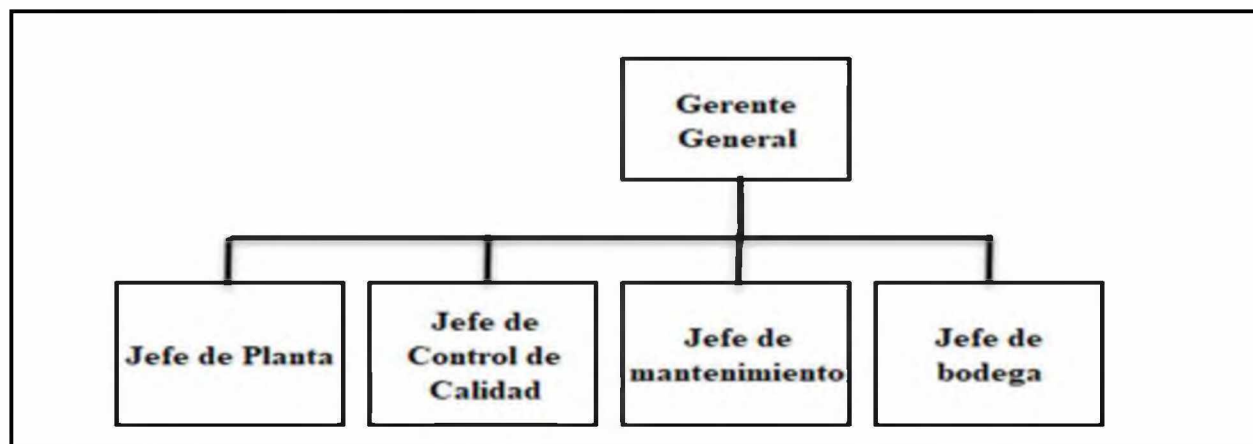 Gerente
General
Jefe de Planta
Jefe de
Control de
Calidad
Jefe de
mantenimiento
Jefe de
bodega